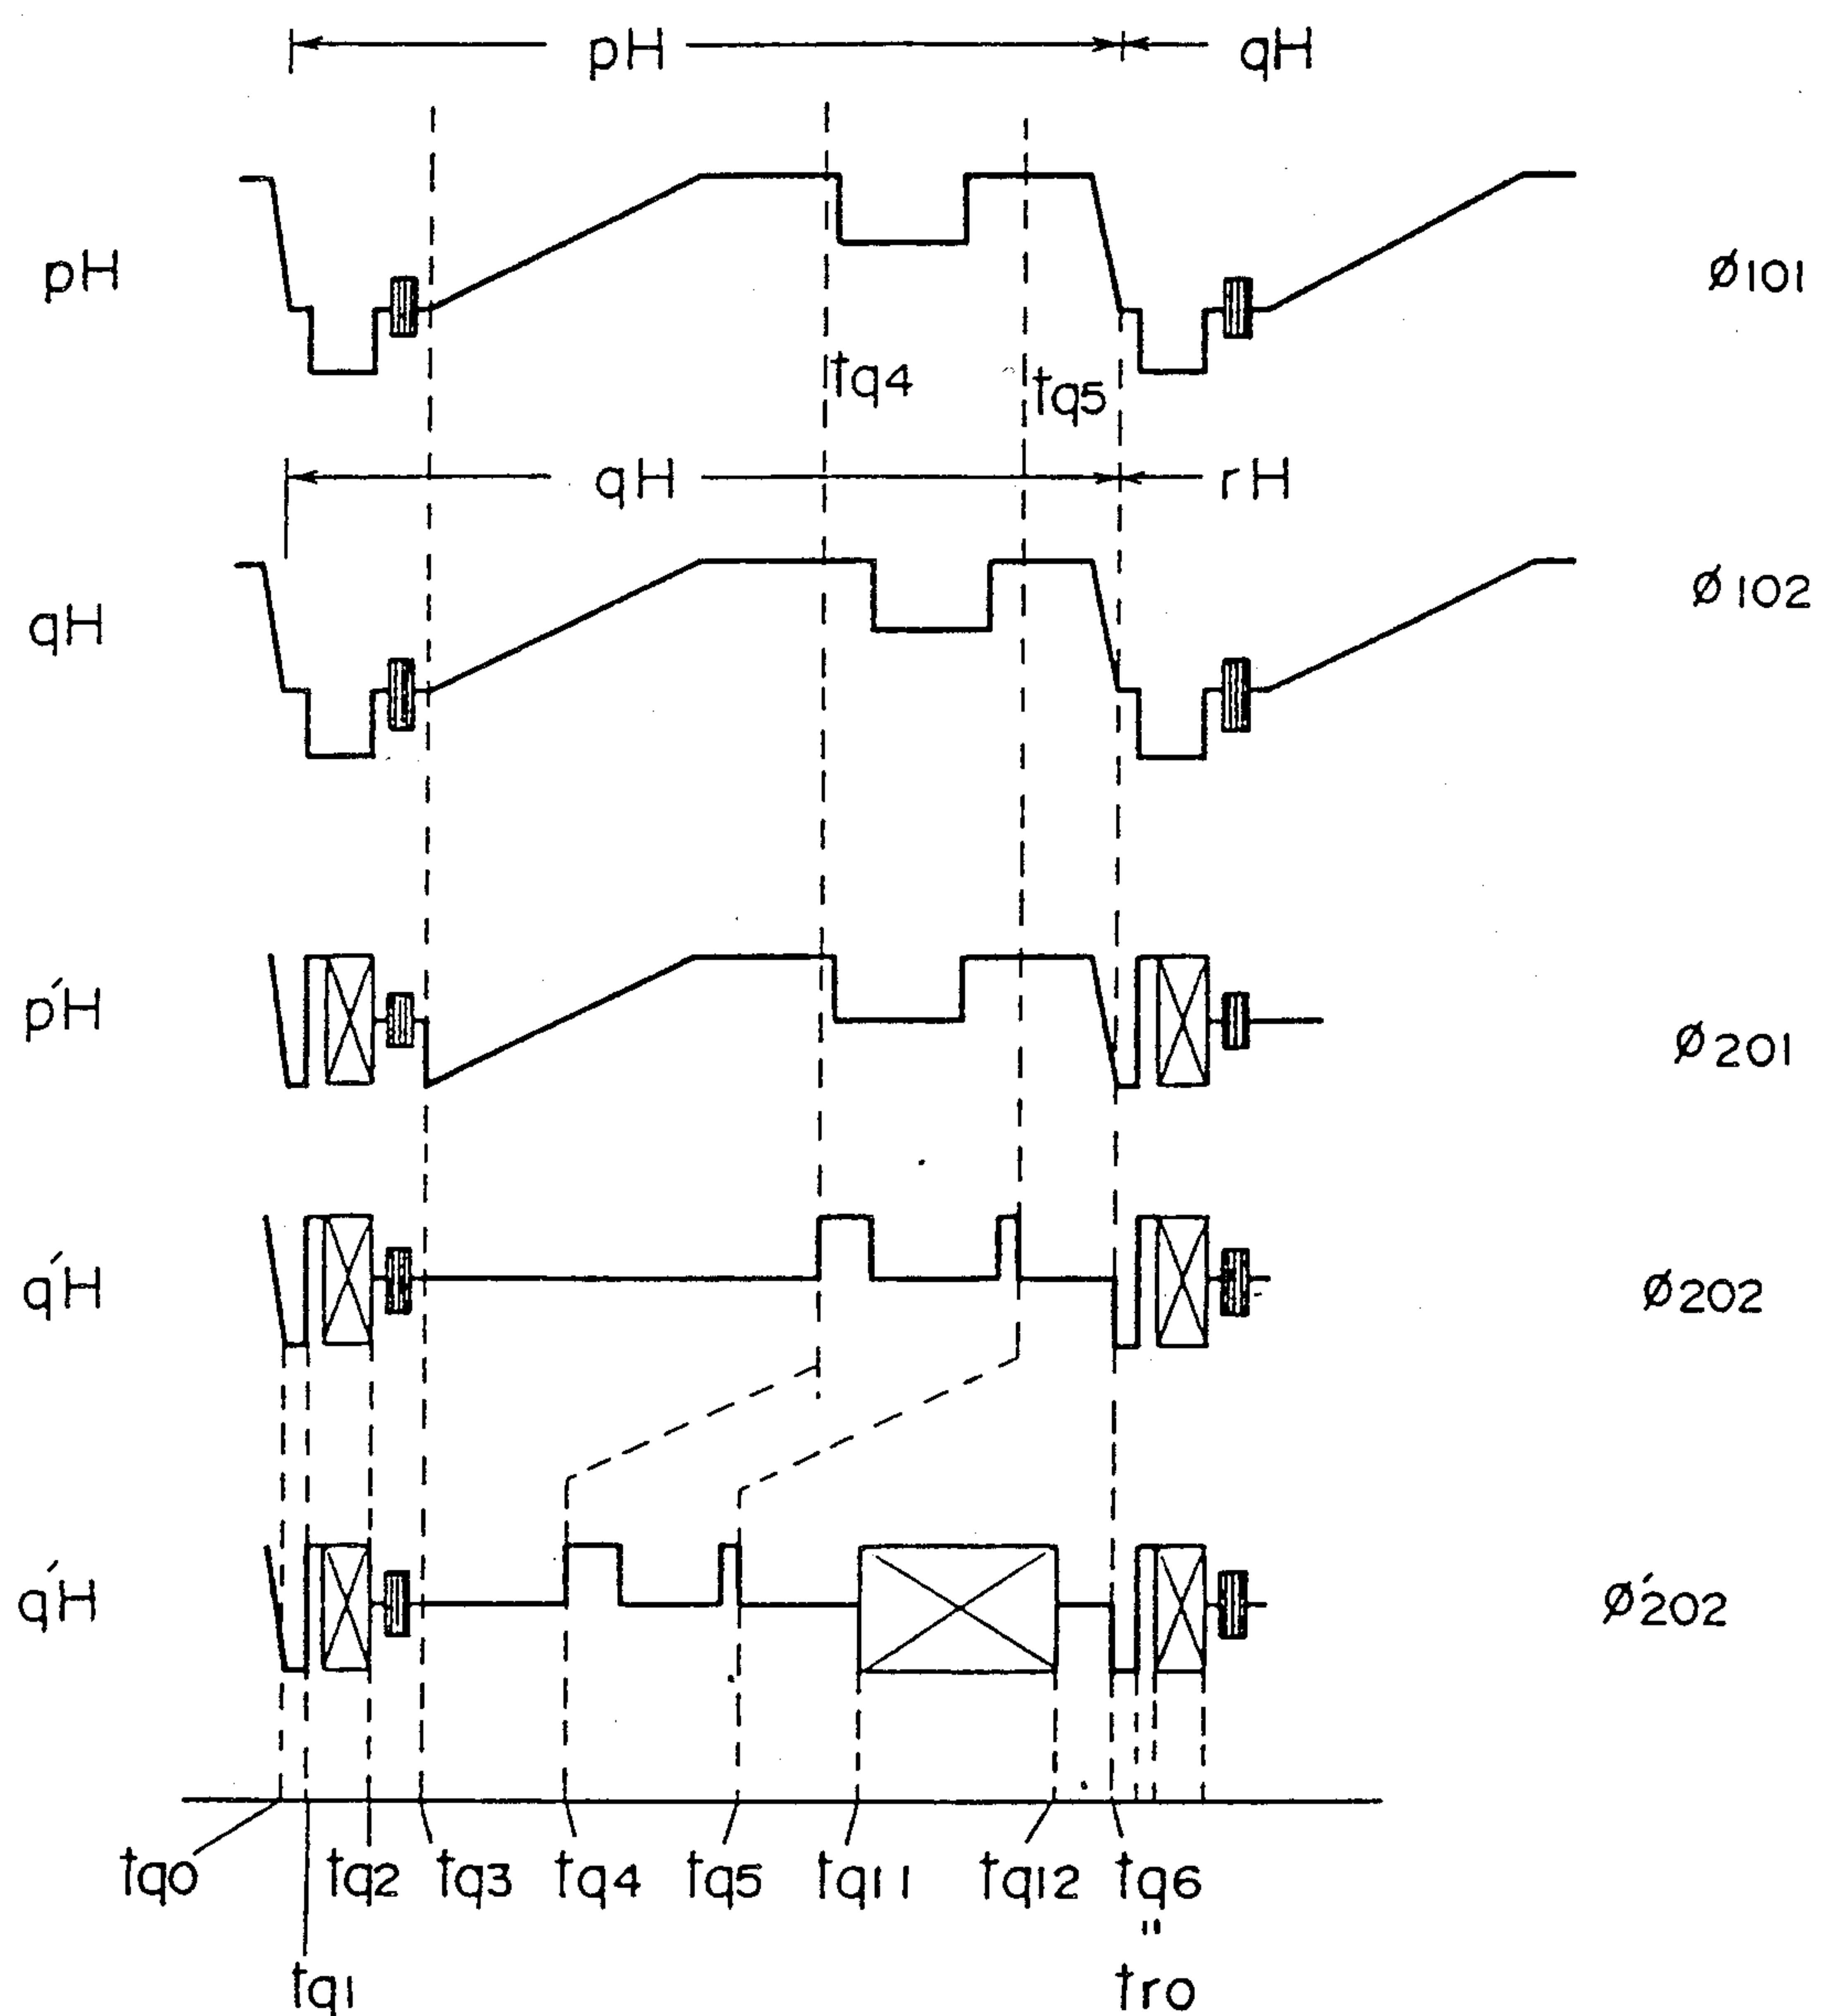 pH qH
pH ø101
tq4 tq5
qH rH
qH ø102
p'H ø201
q'H ø202
q'H ø'202
tq0 tq2 tq3 tq4 tq5 tq11 tq12 tq6
"
tq1 tr0